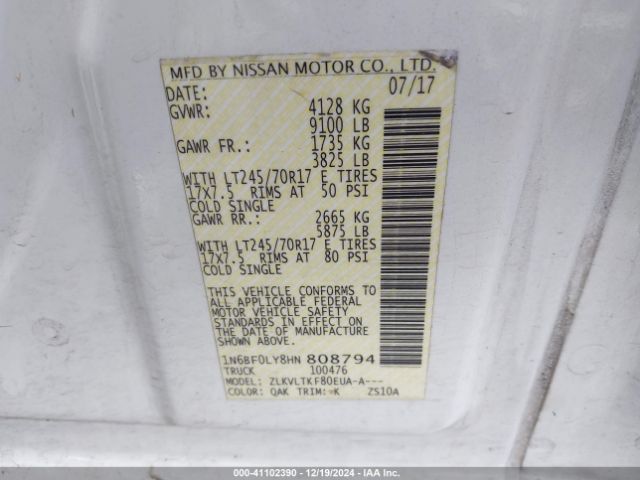 MFD BY NISSAN MOTOR CO., LTD.
DATE: 07/17
GVWR: 4128 KG
9100 LB
GAWR FR.: 1735 KG
3825 LB
WITH LT245/70R17 E TIRES
17X7.5 RIMS AT 50 PSI
COLD SINGLE
GAWR RR.: 2665 KG
5875 LB
WITH LT245/70R17 E TIRES
17X7.5 RIMS AT 80 PSI
COLD SINGLE
THIS VEHICLE CONFORMS TO
ALL APPLICABLE FEDERAL
MOTOR VEHICLE SAFETY
STANDARDS IN EFFECT ON
THE DATE OF MANUFACTURE
SHOWN ABOVE.
1N6BF0LY8HN 808794
TRUCK 100476
MODEL: ZLKVLTKF80EUA-A---
COLOR: QAK TRIM: K ZS10A
000-41102390 • 12/19/2024 • IAA Inc.